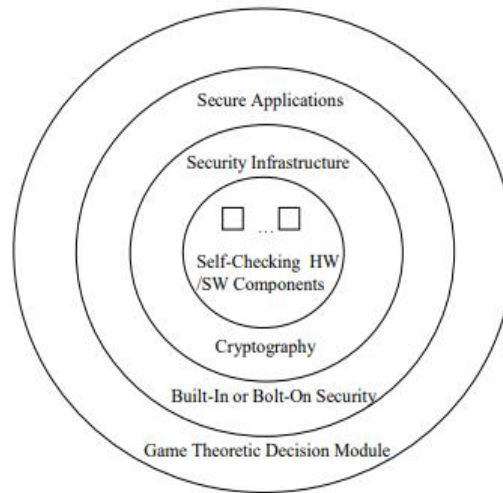 Secure Applications
Security Infrastructure
...
Self-Checking HW
/SW Components
Cryptography
Built-In or Bolt-On Security
Game Theoretic Decision Module